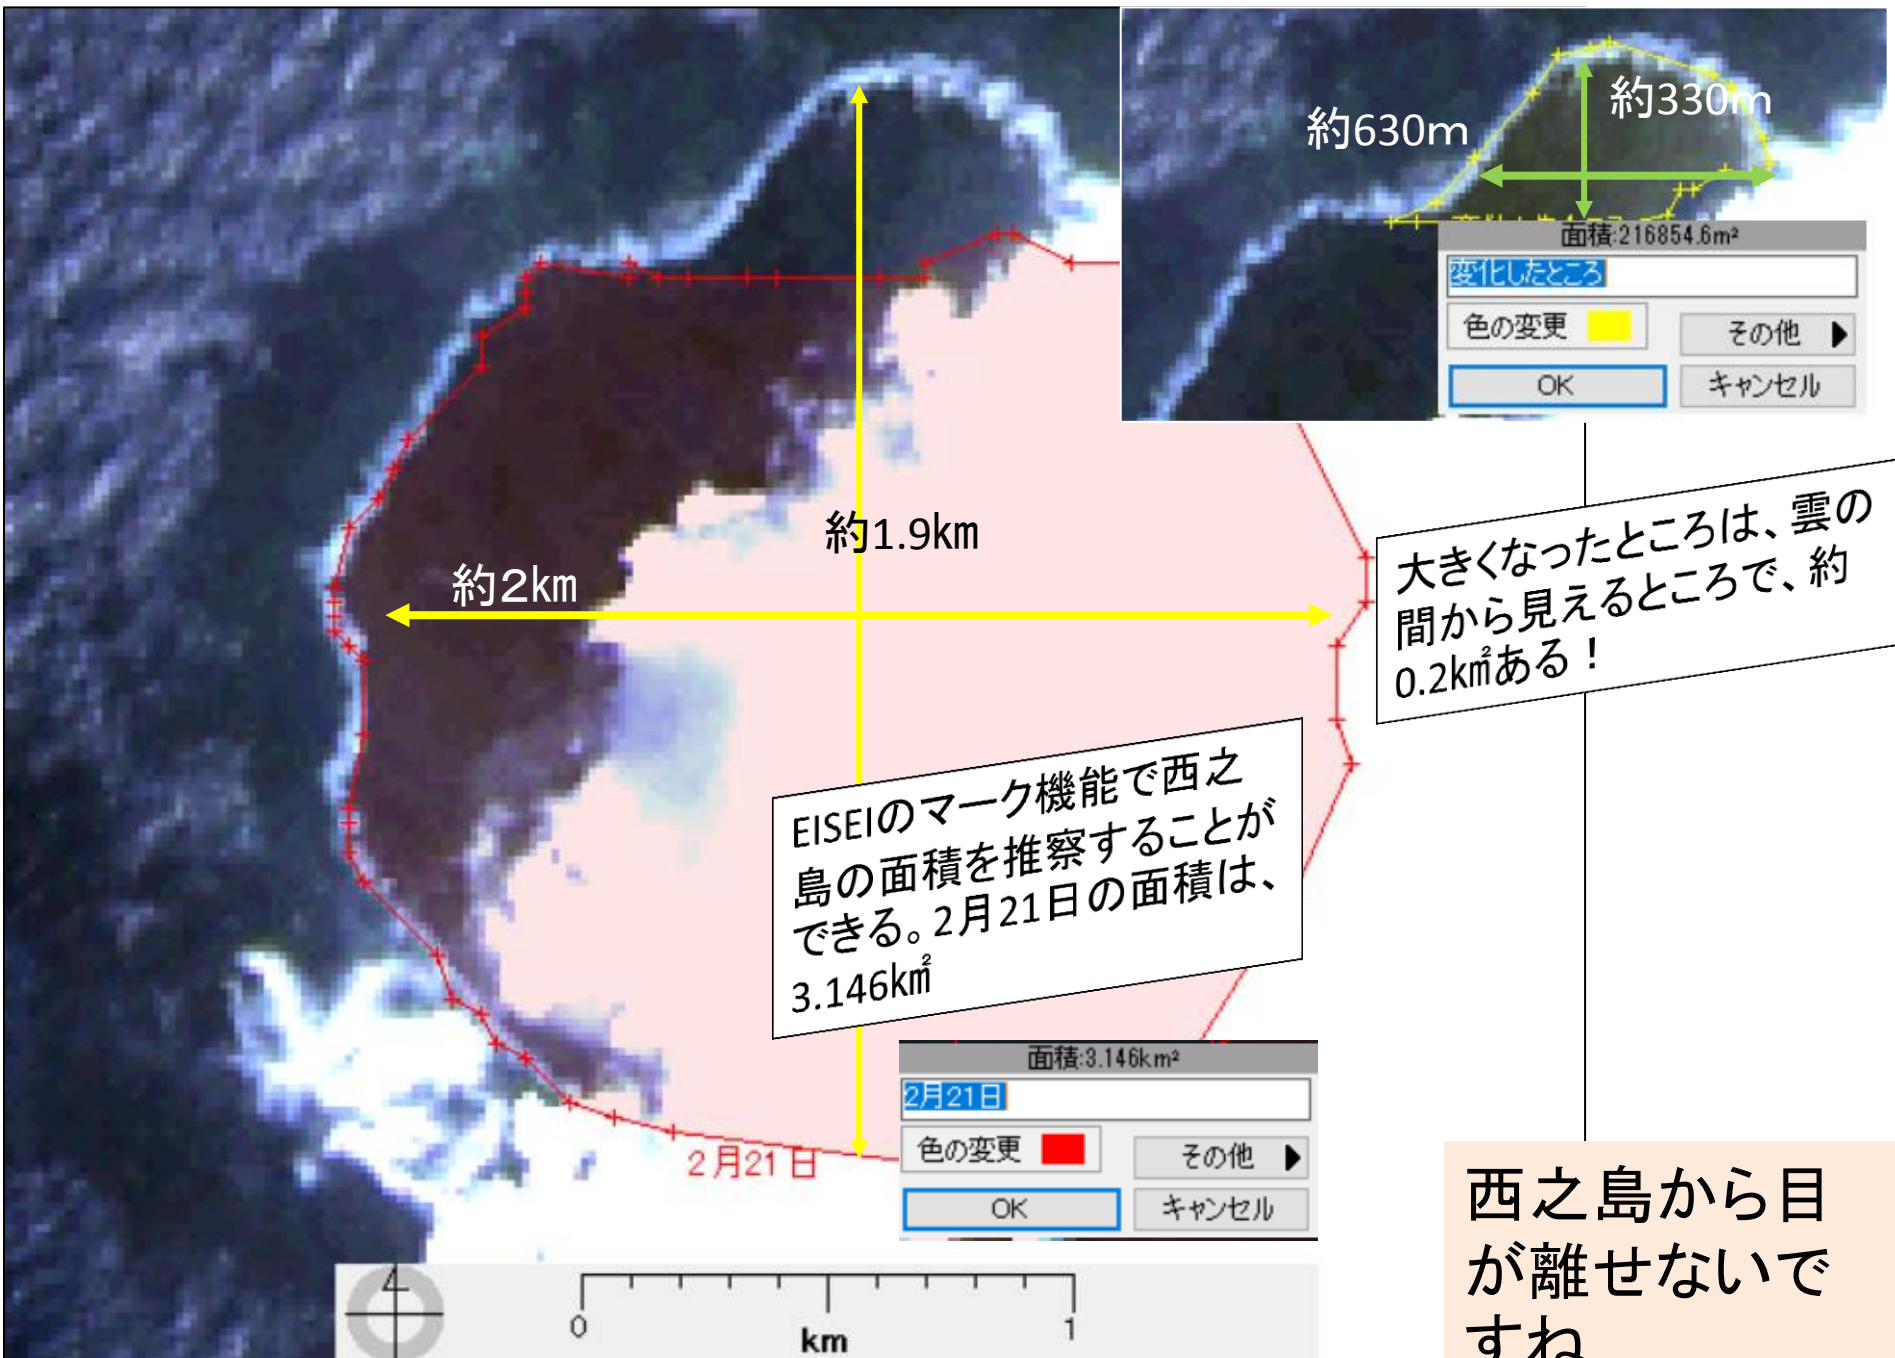 約630m
約330m
面積:216854.6m²
変化したところ
色の変更
その他
OK
キャンセル
約1.9㎞
約2㎞
大きくなったところは、雲の
間から見えるところで、約
0.2㎢ある！
EISEIのマーク機能で西之
島の面積を推察することが
できる。2月21日の面積は、
3.146㎢
面積:3.146km²
2月21日
色の変更
その他
OK
キャンセル
2月21日
0
1
km
西之島から目
が離せないで
すね